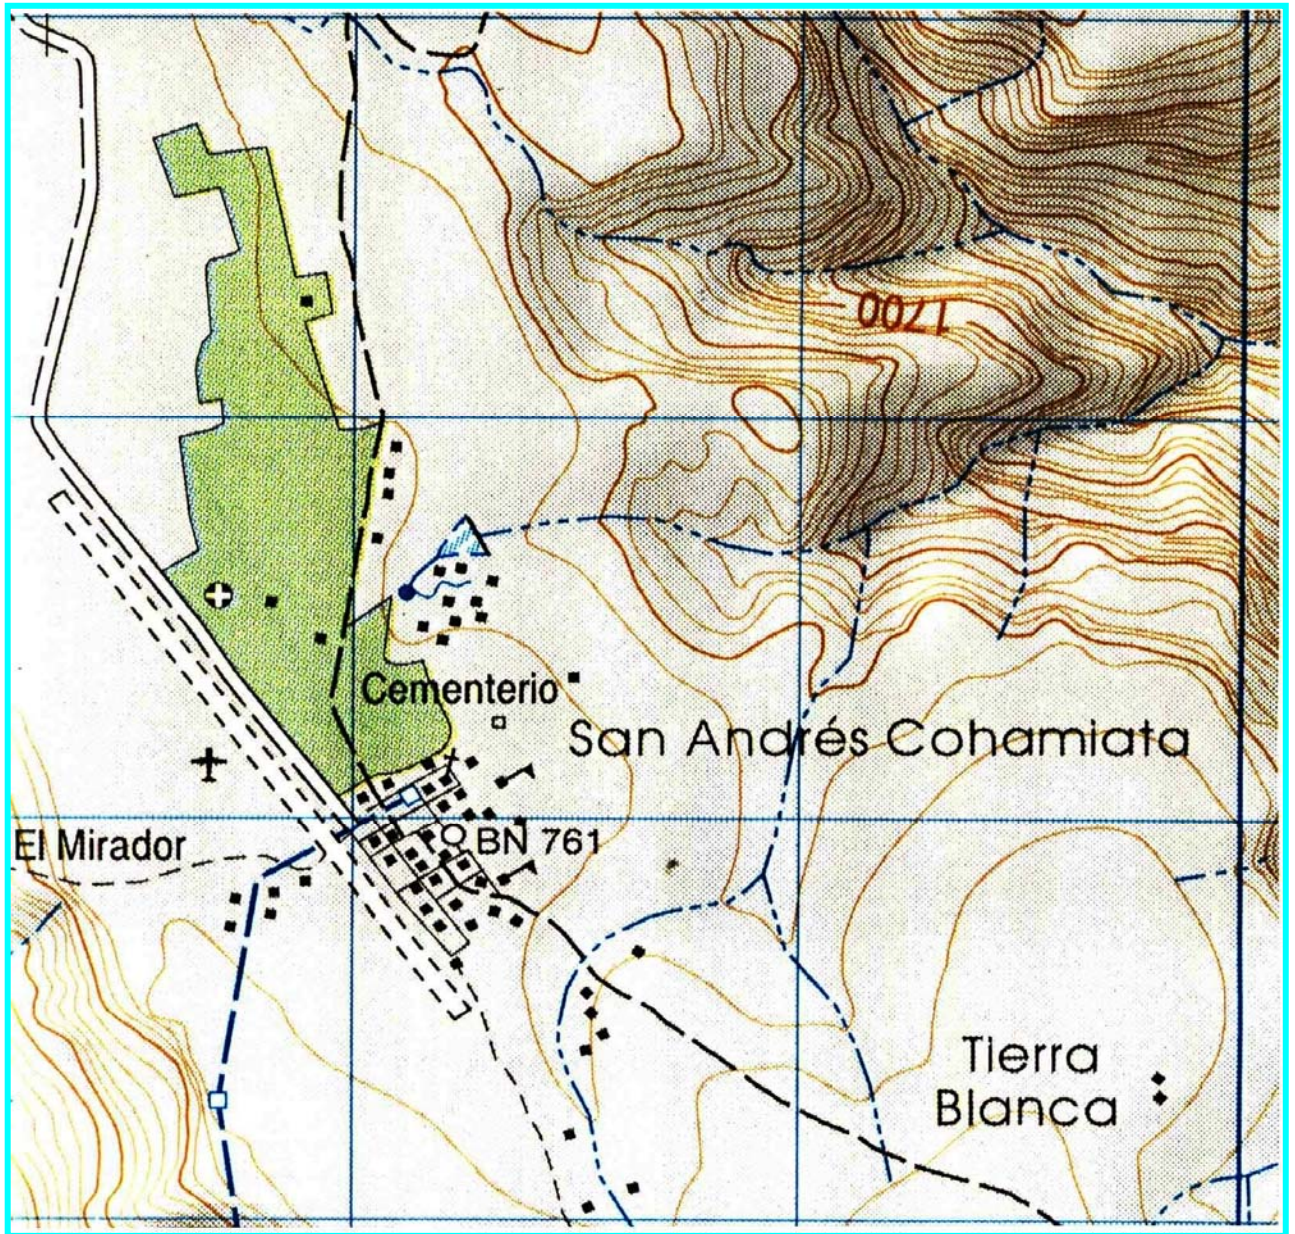 1700
Cementerio
San Andrés Cohamiata
El Mirador
BN 761
Tierra
Blanca